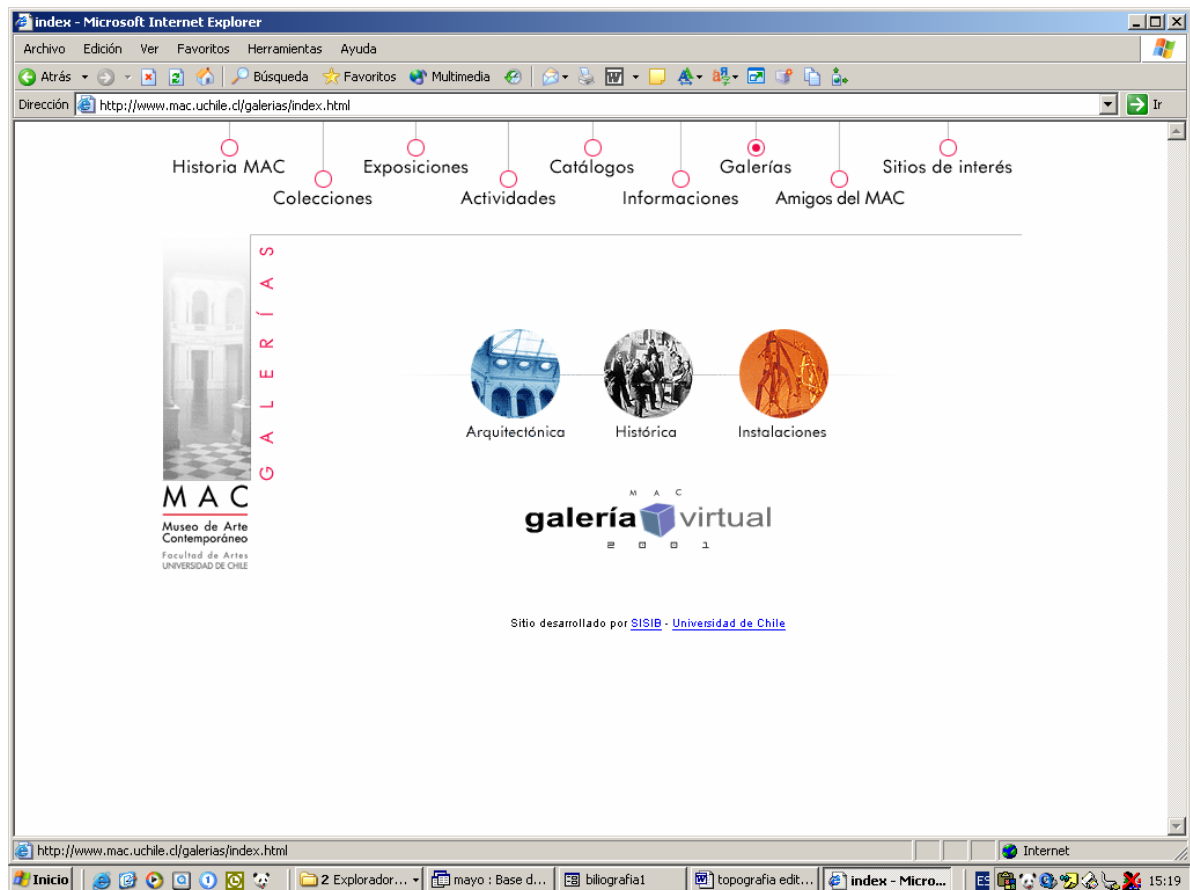 index - Microsoft Internet Explorer
Archivo Edición Ver Favoritos Herramientas Ayuda
Atrás Búsqueda Favoritos Multimedia
Dirección http://www.mac.uchile.cl/galerias/index.html Ir
Historia MAC Exposiciones Catálogos Galerías Sitios de interés
Colecciones Actividades Informaciones Amigos del MAC
GALERÍAS
Arquitectónica Histórica Instalaciones
MAC
Museo de Arte
Contemporáneo
Facultad de Artes
UNIVERSIDAD DE CHILE
MAC
galería virtual
2001
Sitio desarrollado por SISIB - Universidad de Chile
http://www.mac.uchile.cl/galerias/index.html Internet
Inicio 2 Explorador... mayo : Base d... biliografia1 topografia edit... index - Micro... ES 15:19